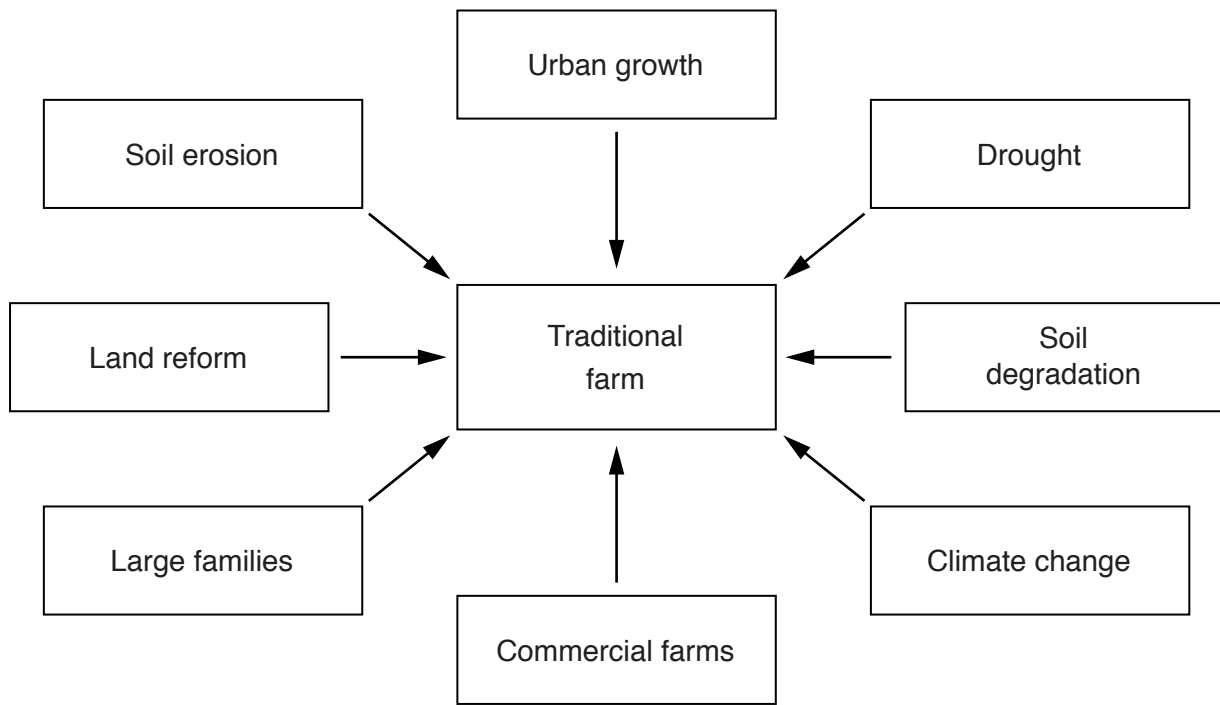 Urban growth
Soil erosion
Drought
Land reform
Traditional
farm
Soil
degradation
Large families
Climate change
Commercial farms